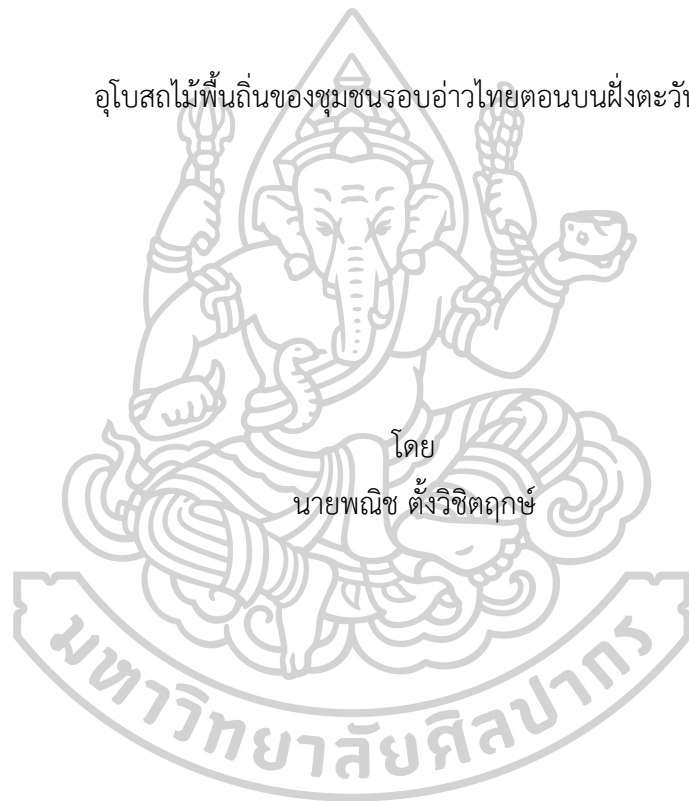 อุโบสถไม้พื้นถิ่นของชุมชนรอบอ่าวไทยตอนบนฝั่ง
โดย
นายพณิช ตั้งวิชิตฤกษ์
มหาวิทยาลัยศิลปากร